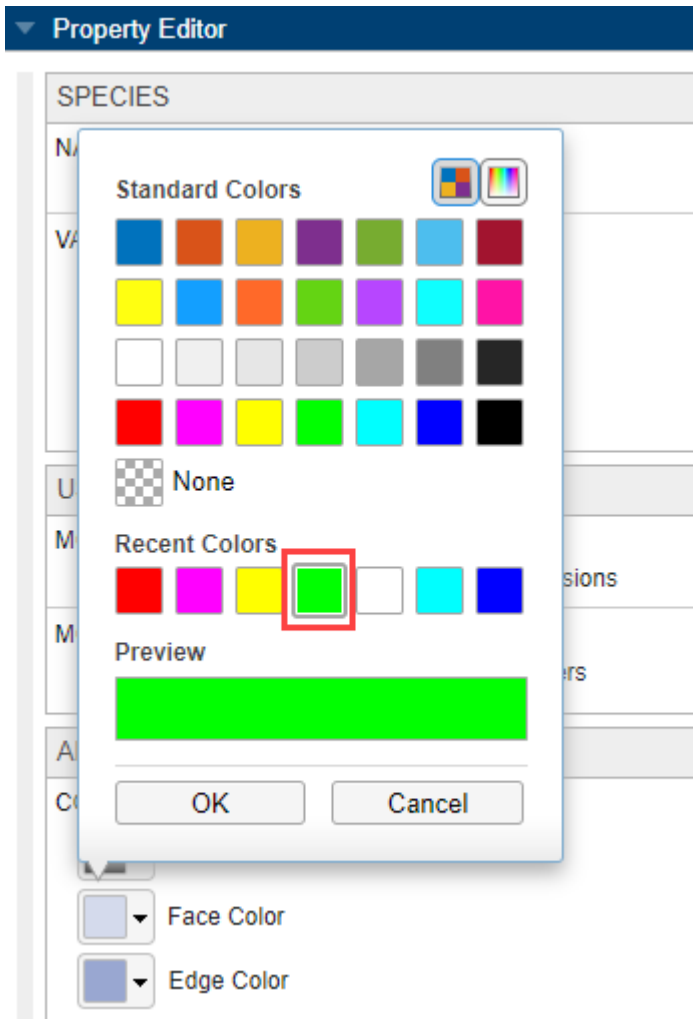 Property Editor
SPECIES
Standard Colors
None
Recent Colors
Preview
OK
Cancel
Face Color
Edge Color